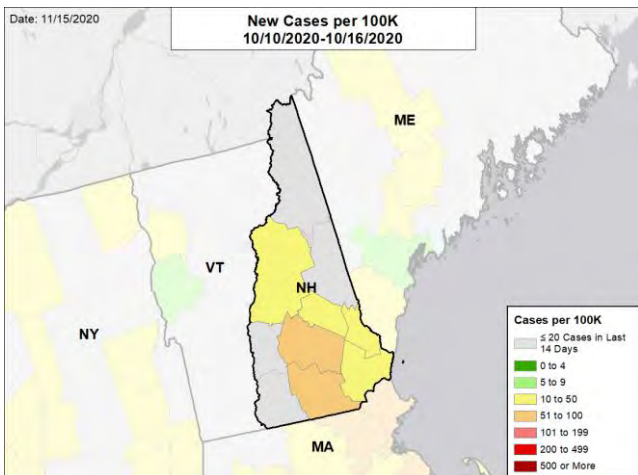 Date: 11/15/2020
New Cases per 100K
10/10/2020-10/16/2020
ME
VT
NH
NY
MA
Cases per 100K
≤ 20 Cases in Last
14 Days
0 to 4
5 to 9
10 to 50
51 to 100
101 to 199
200 to 499
500 or More